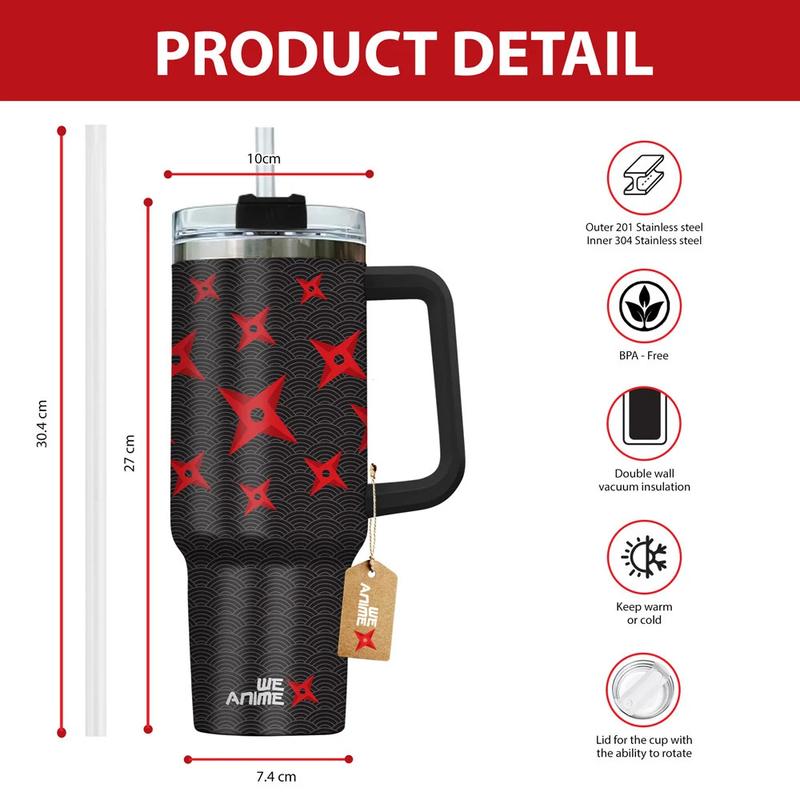 PRODUCT DETAIL
10cm
30.4 cm
27 cm
7.4 cm
WE
ANIME
WE
ANIME
Outer 201 Stainless steel
Inner 304 Stainless steel
BPA - Free
Double wall
vacuum insulation
Keep warm
or cold
Lid for the cup with
the ability to rotate